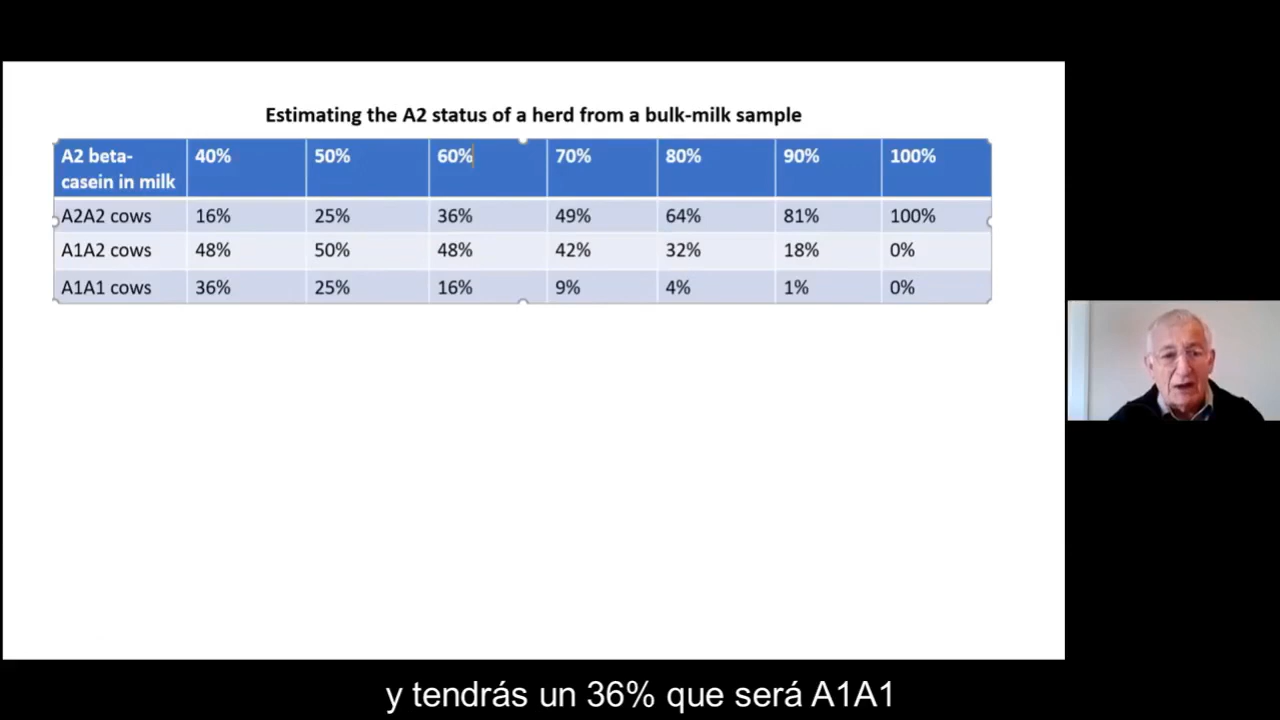 Estimating the A2 status of a herd from a bulk-milk sample
A2 beta-
casein in milk 40% 50% 60% 70% 80% 90% 100%
A2A2 cows 16% 25% 36% 49% 64% 81% 100%
A1A2 cows 48% 50% 48% 42% 32% 18% 0%
A1A1 cows 36% 25% 16% 9% 4% 1% 0%
y tendrás un 36% que será A1A1